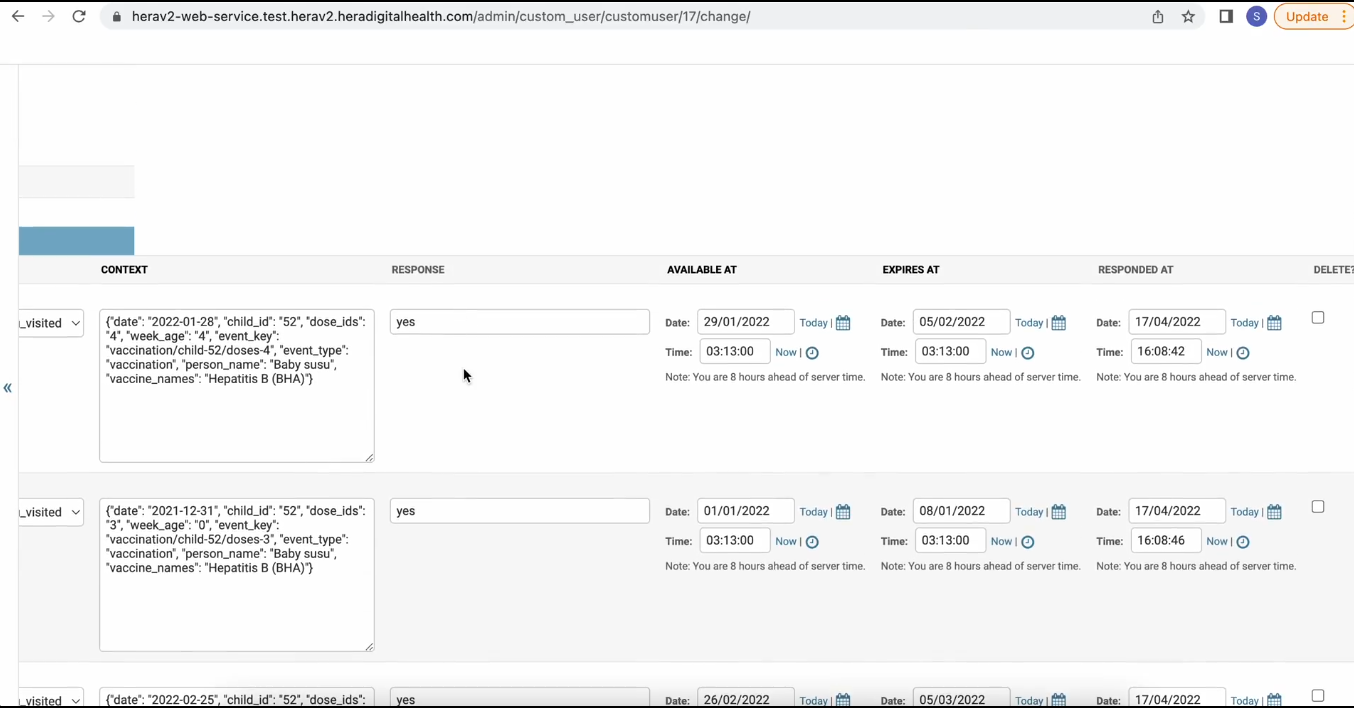 herav2-web-service.test.herav2.heradigitalhealth.com/admin/custom_user/customuser/17/change/
S
Update
CONTEXT RESPONSE AVAILABLE AT EXPIRES AT RESPONDED AT DELETE?
_visited
{"date": "2022-01-28", "child_id": "52", "dose_ids":
"4", "week_age": "4", "event_key":
"vaccination/child-52/doses-4", "event_type":
"vaccination", "person_name": "Baby susu",
"vaccine_names": "Hepatitis B (BHA)"}
yes
Date: 29/01/2022 Today |
Time: 03:13:00 Now |
Note: You are 8 hours ahead of server time.
Date: 05/02/2022 Today |
Time: 03:13:00 Now |
Note: You are 8 hours ahead of server time.
Date: 17/04/2022 Today |
Time: 16:08:42 Now |
Note: You are 8 hours ahead of server time.
«
_visited
{"date": "2021-12-31", "child_id": "52", "dose_ids":
"3", "week_age": "0", "event_key":
"vaccination/child-52/doses-3", "event_type":
"vaccination", "person_name": "Baby susu",
"vaccine_names": "Hepatitis B (BHA)"}
yes
Date: 01/01/2022 Today |
Time: 03:13:00 Now |
Note: You are 8 hours ahead of server time.
Date: 08/01/2022 Today |
Time: 03:13:00 Now |
Note: You are 8 hours ahead of server time.
Date: 17/04/2022 Today |
Time: 16:08:46 Now |
Note: You are 8 hours ahead of server time.
_visited
{"date": "2022-02-25", "child_id": "52", "dose_ids":
yes
Date: 26/02/2022 Today |
Date: 05/03/2022 Today |
Date: 17/04/2022 Today |